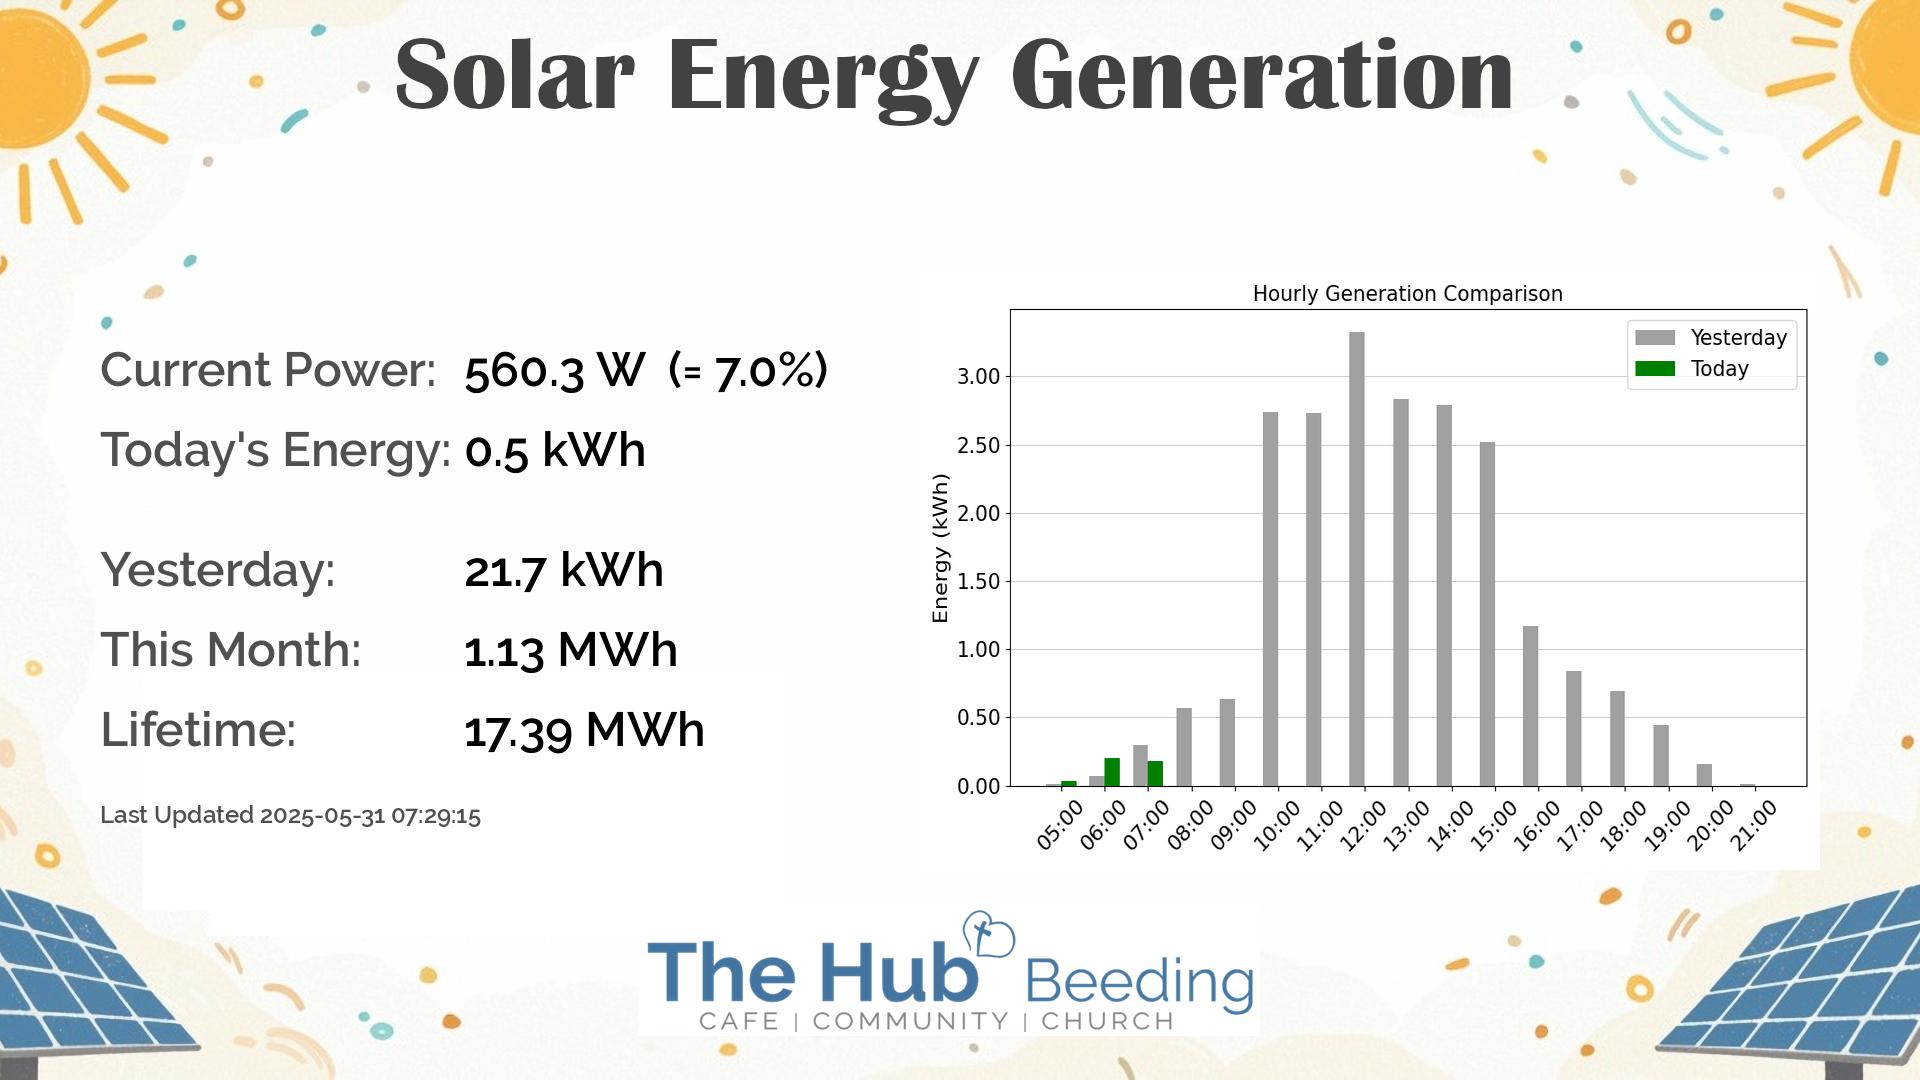 Solar Energy Generation
Current Power: 560.3 W (= 7.0%)
Today's Energy: 0.5 kWh
Yesterday: 21.7 kWh
This Month: 1.13 MWh
Lifetime: 17.39 MWh
Last Updated 2025-05-31 07:29:15
Hourly Generation Comparison
Yesterday
Today
Energy (kWh)
3.00
2.50
2.00
1.50
1.00
0.50
0.00
05:00 06:00 07:00 08:00 09:00 10:00 11:00 12:00 13:00 14:00 15:00 16:00 17:00 18:00 19:00 20:00 21:00
The Hub Beeding
CAFE | COMMUNITY | CHURCH